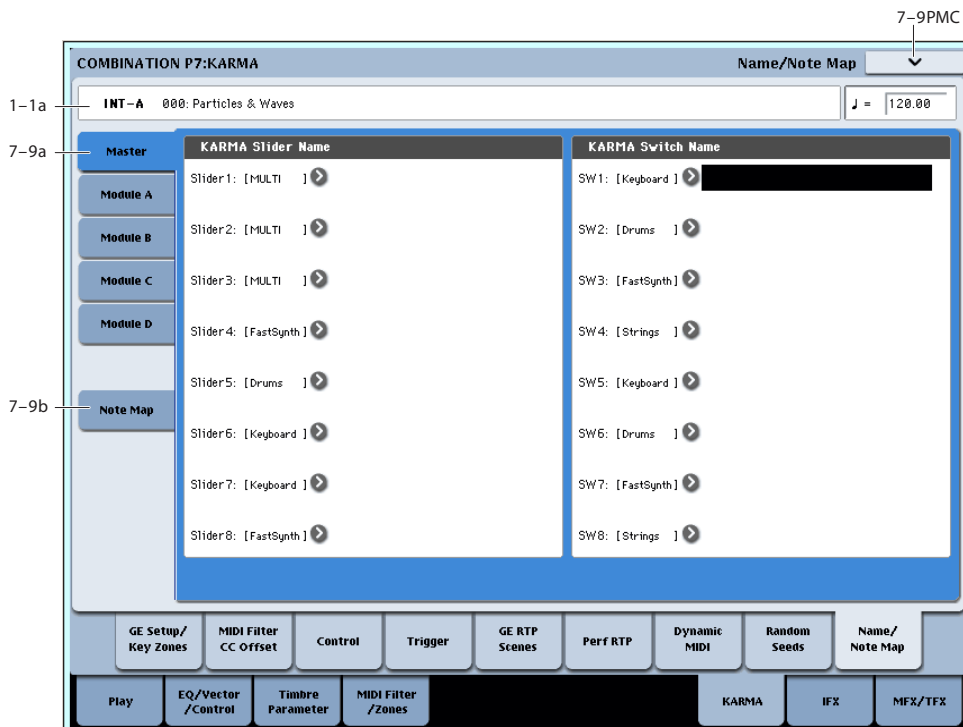 7–9PMC
COMBINATION P7:KARMA
Name/Note Map
1–1a
INT-A 000: Particles & Waves
♩ = 120.00
7–9a
Master
Module A
Module B
Module C
Module D
7–9b
Note Map
KARMA Slider Name
Slider1: [MULTI ]
Slider2: [MULTI ]
Slider3: [MULTI ]
Slider4: [FastSynth]
Slider5: [Drums ]
Slider6: [Keyboard ]
Slider7: [Keyboard ]
Slider8: [FastSynth]
KARMA Switch Name
SW1: [Keyboard ]
SW2: [Drums ]
SW3: [FastSynth]
SW4: [Strings ]
SW5: [Keyboard ]
SW6: [Drums ]
SW7: [FastSynth]
SW8: [Strings ]
GE Setup/
Key Zones
MIDI Filter
CC Offset
Control
Trigger
GE RTP
Scenes
Perf RTP
Dynamic
MIDI
Random
Seeds
Name/
Note Map
Play
EQ/Vector
/Control
Timbre
Parameter
MIDI Filter
/Zones
KARMA
IFX
MFX/TFX